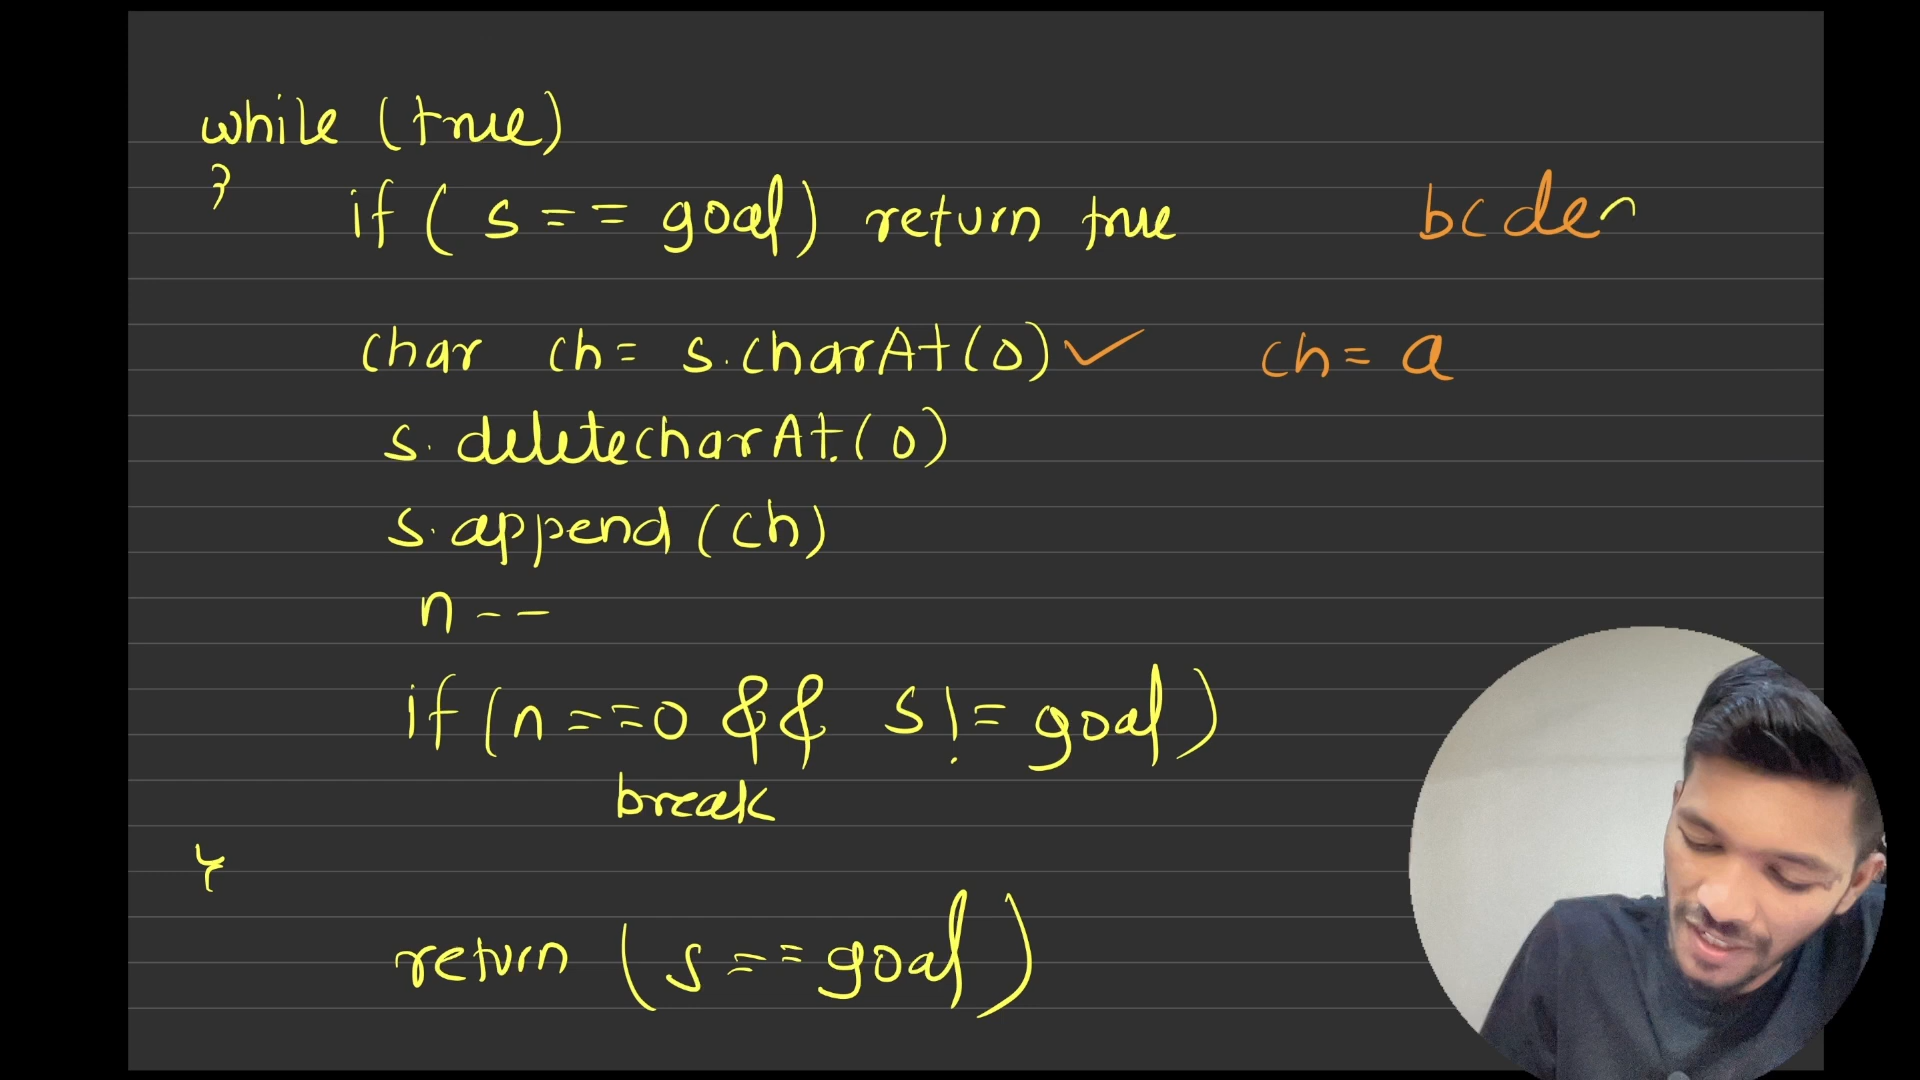 while (true)
{
if ( s == goal) return true
bcde
char ch= s.charAt(0) ✓ ch= a
s.deletecharAt.(0)
s.append(ch)
n--
if (n==0 && s!= goal)
break
}
return (s==goal)